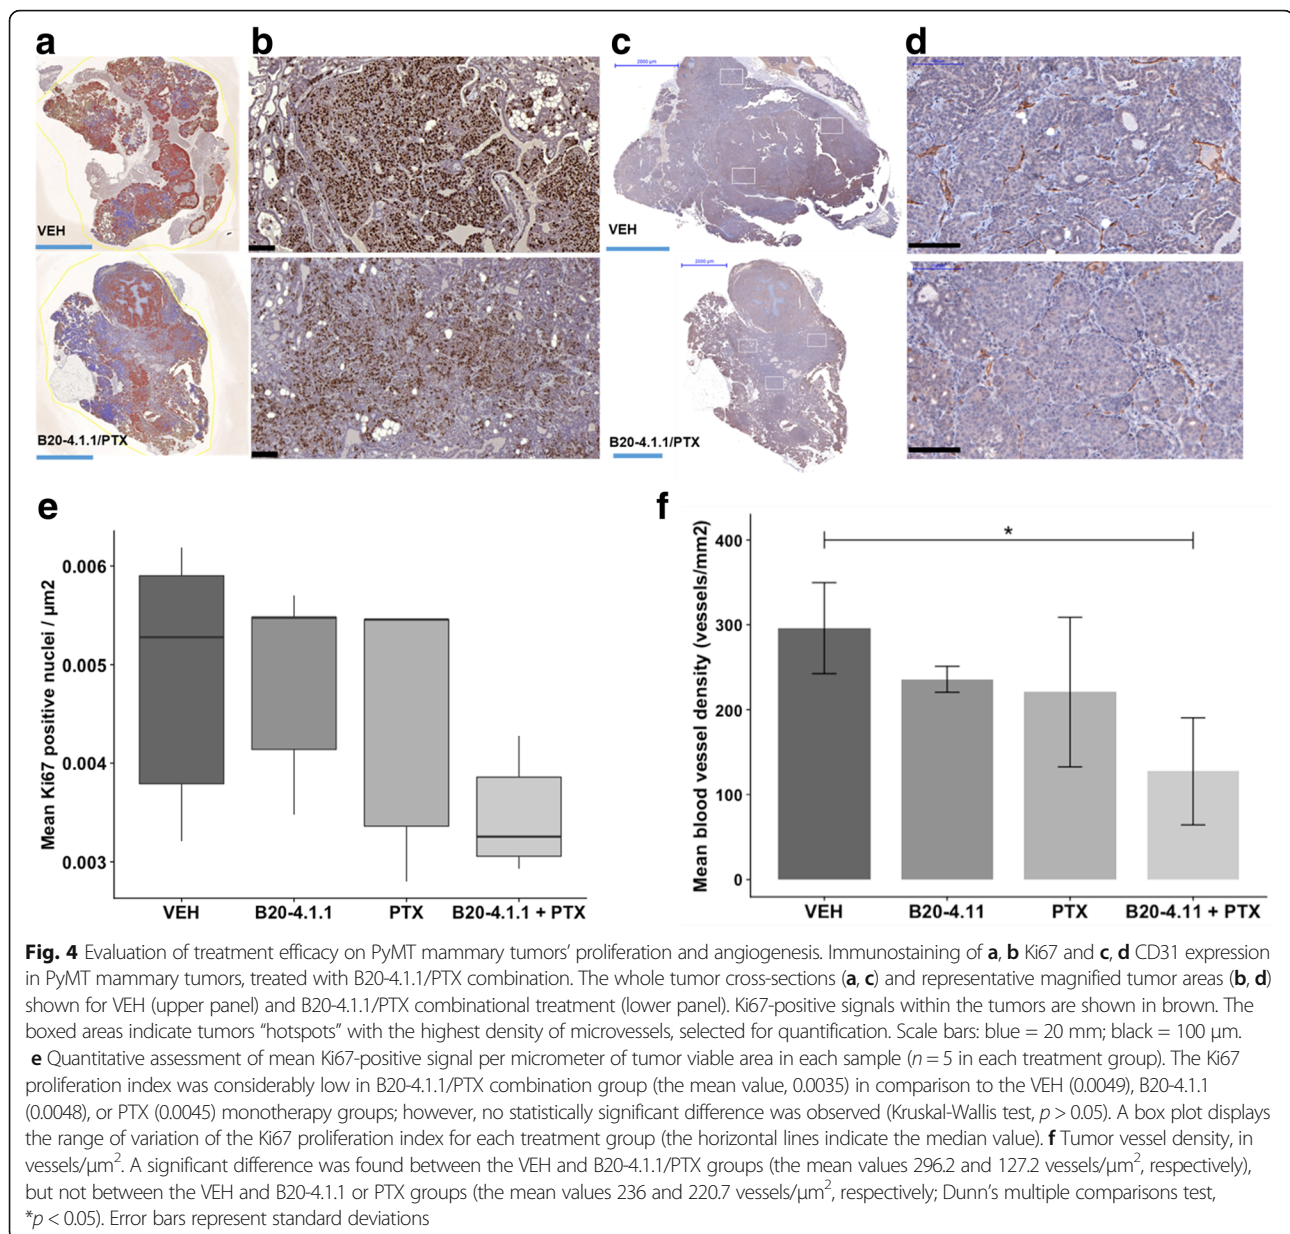 a
b
c
d
VEH
2000 µm
VEH
B20-4.1.1/PTX
2000 µm
B20-4.1.1/PTX
e
Mean Ki67 positive nuclei / µm2
0.006
0.005
0.004
0.003
VEH
B20-4.1.1
PTX
B20-4.1.1 + PTX
f
Mean blood vessel density (vessels/mm2)
400
300
200
100
0
*
VEH
B20-4.11
PTX
B20-4.11 + PTX
Fig. 4 Evaluation of treatment efficacy on PyMT mammary tumors' proliferation and angiogenesis. Immunostaining of a, b Ki67 and c, d CD31 expression
in PyMT mammary tumors, treated with B20-4.1.1/PTX combination. The whole tumor cross-sections (a, c) and representative magnified tumor areas (b, d)
shown for VEH (upper panel) and B20-4.1.1/PTX combinational treatment (lower panel). Ki67-positive signals within the tumors are shown in brown. The
boxed areas indicate tumors “hotspots” with the highest density of microvessels, selected for quantification. Scale bars: blue = 20 mm; black = 100 µm.
e Quantitative assessment of mean Ki67-positive signal per micrometer of tumor viable area in each sample (n = 5 in each treatment group). The Ki67
proliferation index was considerably low in B20-4.1.1/PTX combination group (the mean value, 0.0035) in comparison to the VEH (0.0049), B20-4.1.1
(0.0048), or PTX (0.0045) monotherapy groups; however, no statistically significant difference was observed (Kruskal-Wallis test, p > 0.05). A box plot displays
the range of variation of the Ki67 proliferation index for each treatment group (the horizontal lines indicate the median value). f Tumor vessel density, in
vessels/µm². A significant difference was found between the VEH and B20-4.1.1/PTX groups (the mean values 296.2 and 127.2 vessels/µm², respectively),
but not between the VEH and B20-4.1.1 or PTX groups (the mean values 236 and 220.7 vessels/µm², respectively; Dunn's multiple comparisons test,
*p < 0.05). Error bars represent standard deviations